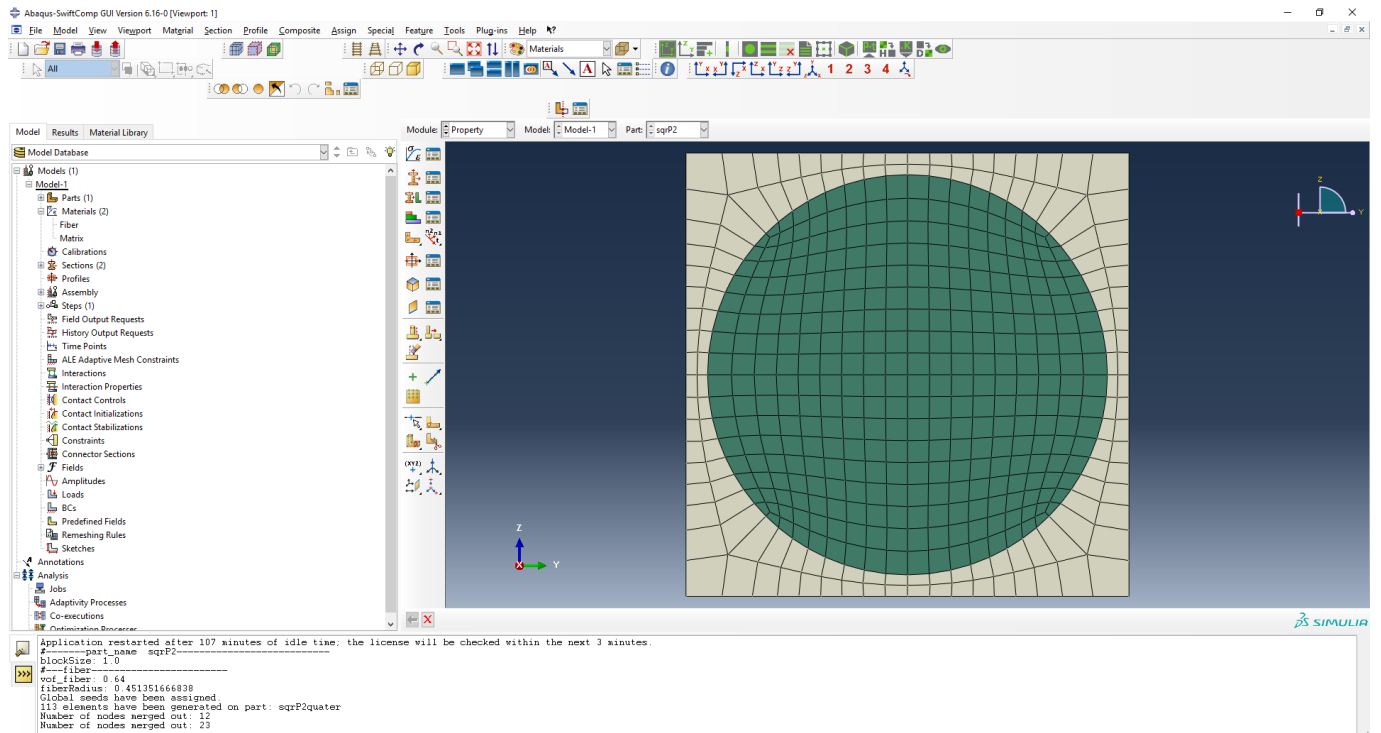 Abaqus-SwiftComp GUI Version 6.16-0 [Viewport: 1]
File Model View Viewport Material Section Profile Composite Assign Special Feature Tools Plug-ins Help
Materials
All
1 2 3 4
Model Results Material Library
Module: Property Model: Model-1 Part: sqrP2
Model Database
Models (1)
Model-1
Parts (1)
Materials (2)
Fiber
Matrix
Calibrations
Sections (2)
Profiles
Assembly
Steps (1)
Field Output Requests
History Output Requests
Time Points
ALE Adaptive Mesh Constraints
Interactions
Interaction Properties
Contact Controls
Contact Initializations
Contact Stabilizations
Constraints
Connector Sections
Fields
Amplitudes
Loads
BCs
Predefined Fields
Remeshing Rules
Sketches
Annotations
Analysis
Jobs
Adaptivity Processes
Co-executions
Optimization Processes
(XYZ)
Z
Y
X
Z
Y
X
SIMULIA
Application restarted after 107 minutes of idle time; the license will be checked within the next 3 minutes.
#-------part_name sqrP2---------------------------
blockSize: 1.0
#---fiber------------------------
vof_fiber: 0.64
fiberRadius: 0.451351666838
Global seeds have been assigned.
113 elements have been generated on part: sqrP2quater
Number of nodes merged out: 12
Number of nodes merged out: 23